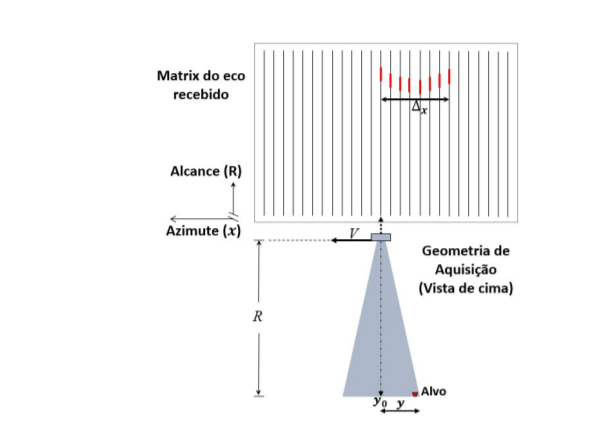 Matrix do eco
recebido
Δx
Alcance (R)
Azimute (x)
V
Geometria de
Aquisição
(Vista de cima)
R
Alvo
y0 y